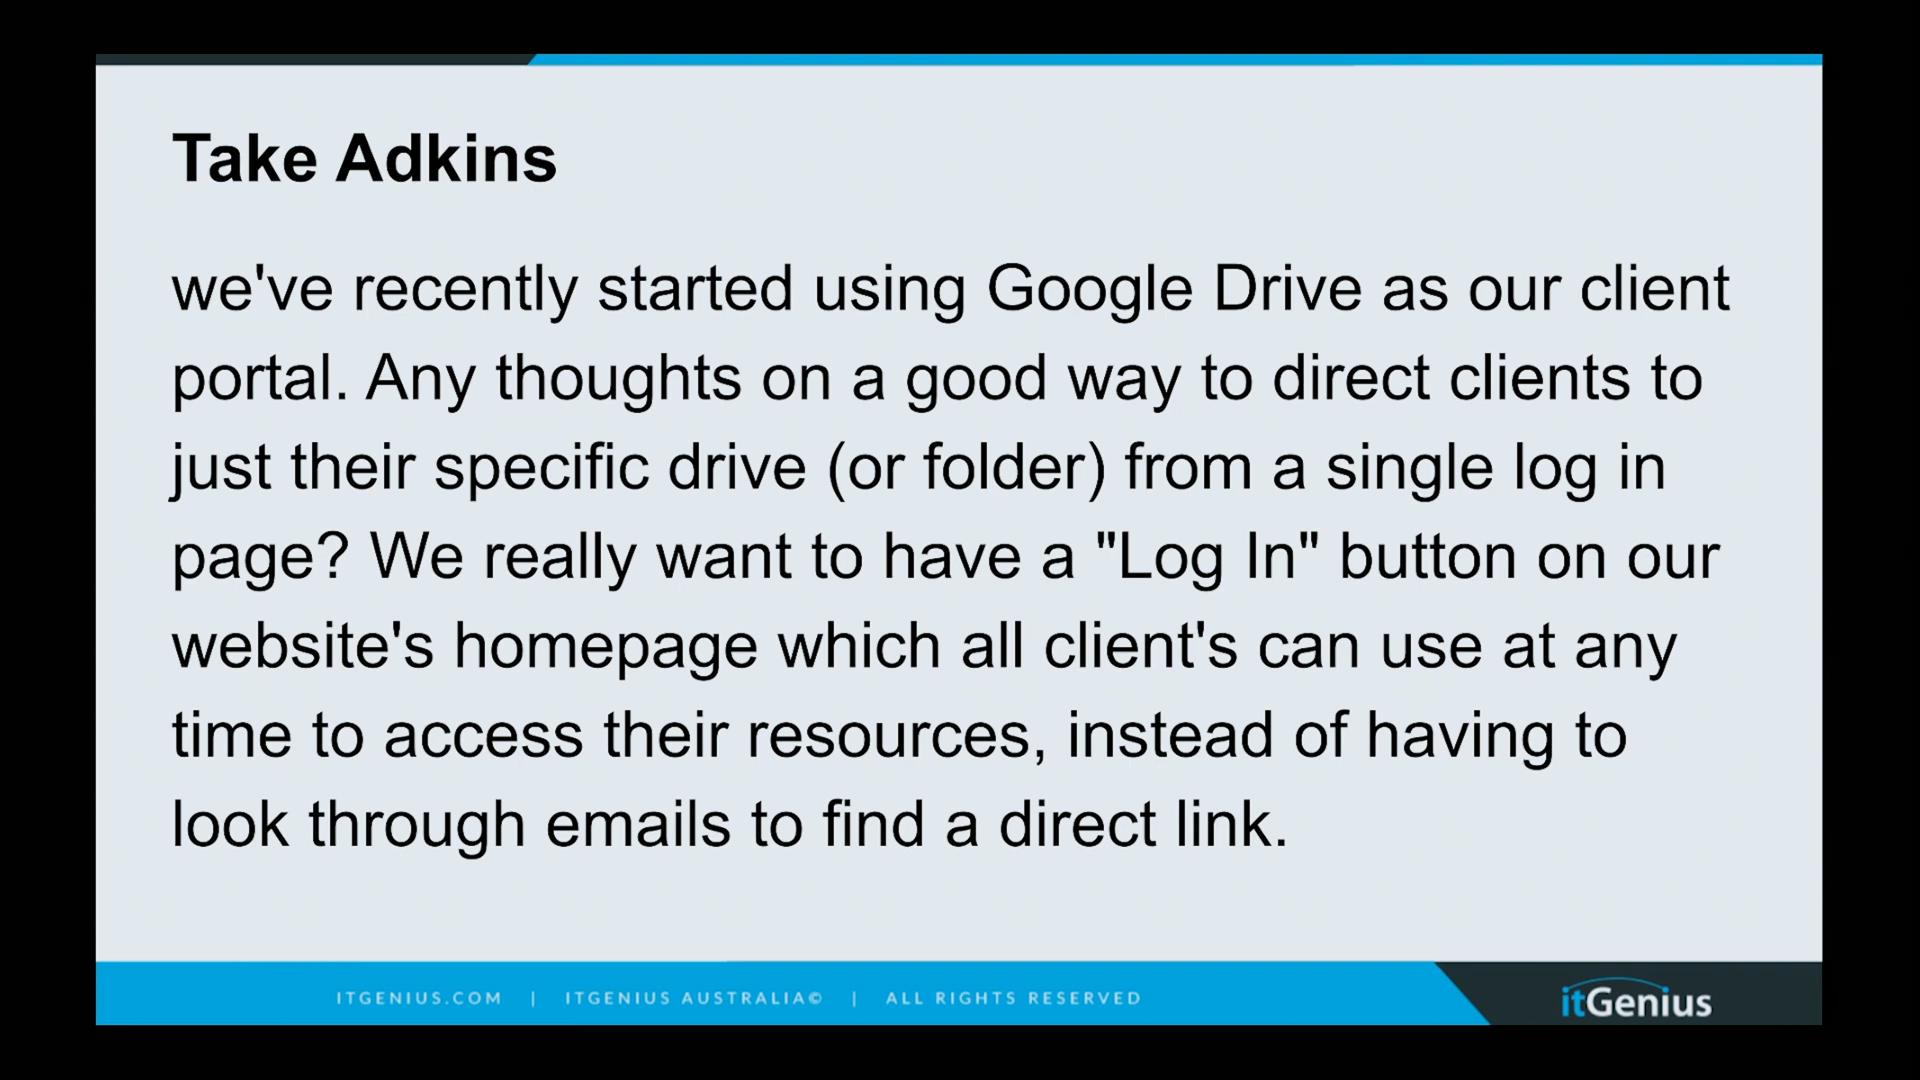 Take Adkins
we've recently started using Google Drive as our client
portal. Any thoughts on a good way to direct clients to
just their specific drive (or folder) from a single log in
page? We really want to have a "Log In" button on our
website's homepage which all client's can use at any
time to access their resources, instead of having to
look through emails to find a direct link.
ITGENIUS.COM | ITGENIUS AUSTRALIA© | ALL RIGHTS RESERVED
itGenius